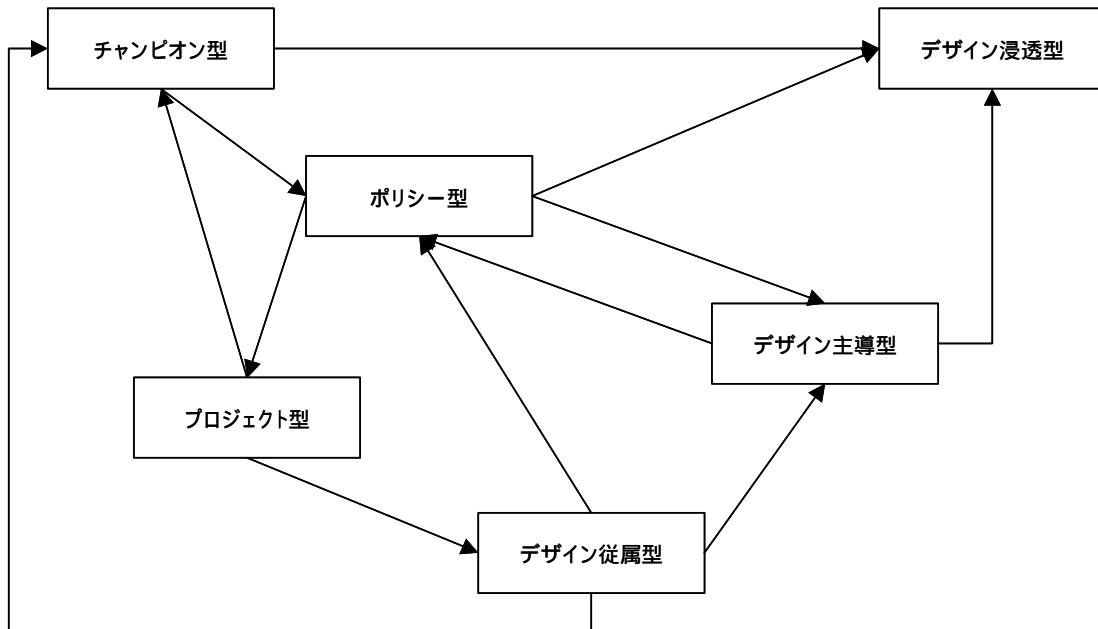 チャンピオン型
デザイン浸透型
ポリシー型
デザイン主導型
プロジェクト型
デザイン従属型